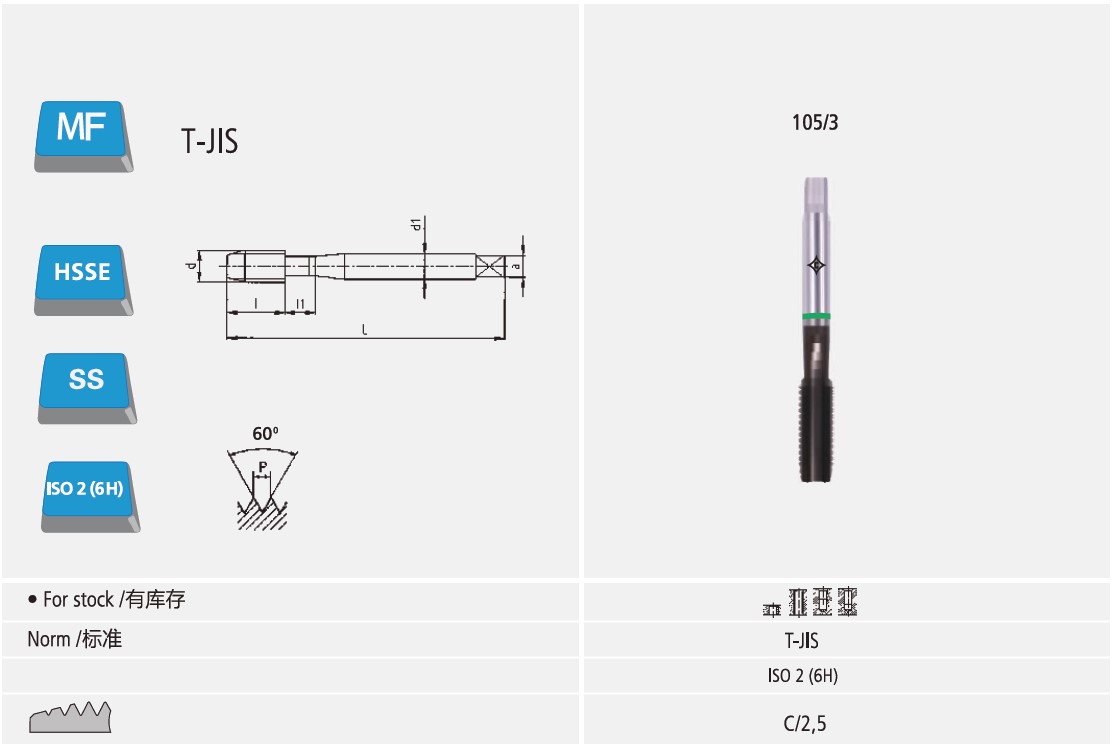 MF
T-JIS
105/3
HSSE
d
d1
a
l
l1
L
SS
60°
P
ISO 2 (6H)
• For stock /有库存
Norm /标准
T-JIS
ISO 2 (6H)
C/2,5